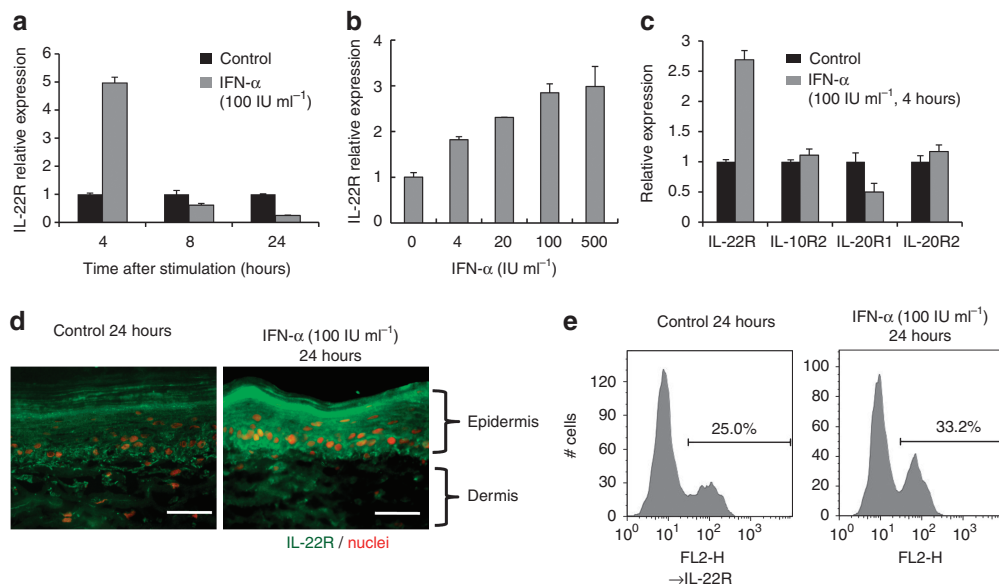 a
IL-22R relative expression
6
5
4
3
2
1
0
Control
IFN-α
(100 IU ml⁻¹)
4 8 24
Time after stimulation (hours)
b
IL-22R relative expression
4
3
2
1
0
0 4 20 100 500
IFN-α (IU ml⁻¹)
c
Relative expression
3
2.5
2
1.5
1
0.5
0
Control
IFN-α
(100 IU ml⁻¹, 4 hours)
IL-22R IL-10R2 IL-20R1 IL-20R2
d
Control 24 hours
IFN-α (100 IU ml⁻¹)
24 hours
Epidermis
Dermis
IL-22R / nuclei
e
Control 24 hours
# cells
120
90
60
30
0
25.0%
10⁰ 10¹ 10² 10³
FL2-H
→IL-22R
IFN-α (100 IU ml⁻¹)
24 hours
100
80
60
40
20
0
33.2%
10⁰ 10¹ 10² 10³
FL2-H